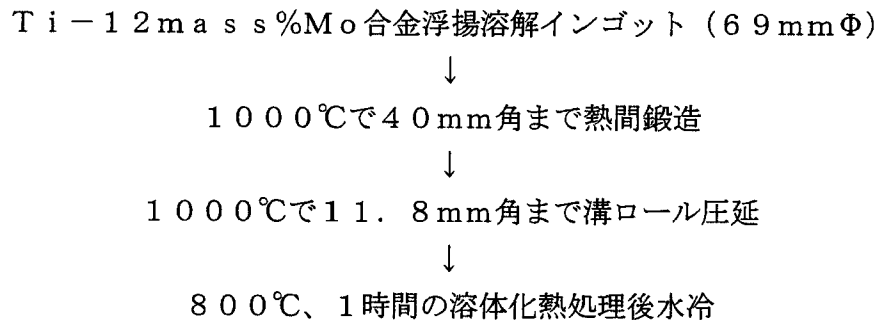 Ti－12mass%Mo合金浮揚溶解インゴット（69mmΦ）
↓
1000℃で40mm角まで熱間鍛造
↓
1000℃で11．8mm角まで溝ロール圧延
↓
800℃、1時間の溶体化熱処理後水冷